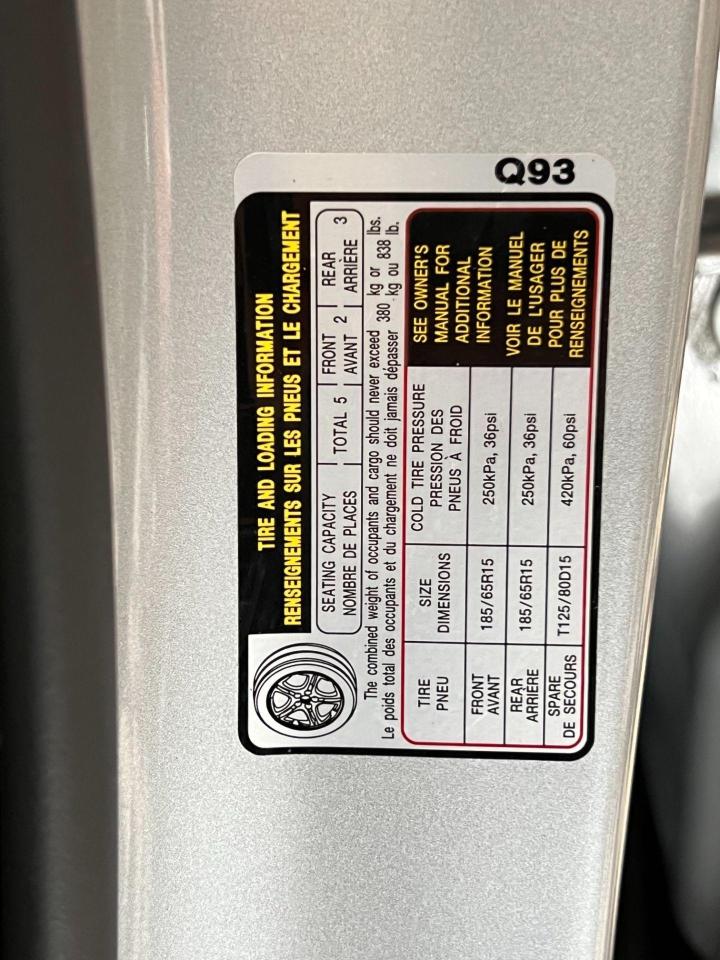 Q93
TIRE AND LOADING INFORMATION
RENSEIGNEMENTS SUR LES PNEUS ET LE CHARGEMENT
SEATING CAPACITY TOTAL 5 FRONT 2 REAR 3
NOMBRE DE PLACES AVANT ARRIÈRE
The combined weight of occupants and cargo should never exceed 380 kg or 838 lbs.
Le poids total des occupants et du chargement ne doit jamais dépasser kg ou 838 lb.
TIRE SIZE COLD TIRE PRESSURE
PNEU DIMENSIONS PRESSION DES
PNEUS À FROID
FRONT 185/65R15 250kPa, 36psi
AVANT
REAR 185/65R15 250kPa, 36psi
ARRIÈRE
SPARE T125/80D15 420kPa, 60psi
DE SECOURS
SEE OWNER'S
MANUAL FOR
ADDITIONAL
INFORMATION
VOIR LE MANUEL
DE L'USAGER
POUR PLUS DE
RENSEIGNEMENTS